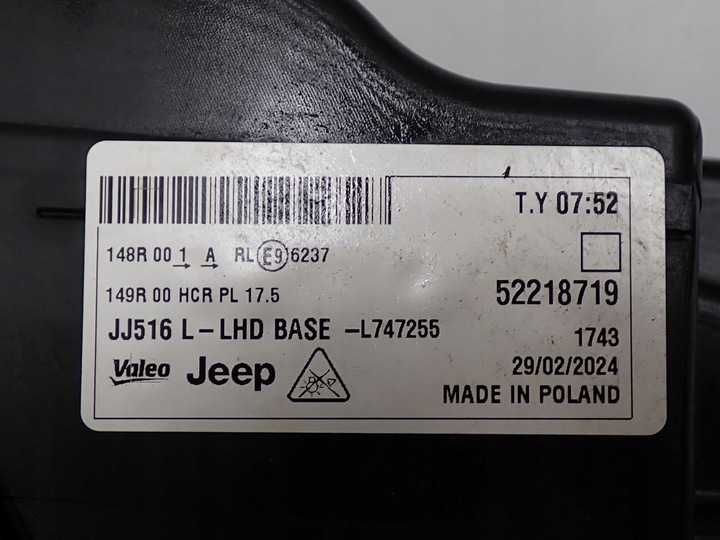 T.Y 07:52
148R 00 1 A RL E9 6237
149R 00 HCR PL 17.5
52218719
JJ516 L-LHD BASE -L747255
1743
Valeo Jeep
29/02/2024
MADE IN POLAND